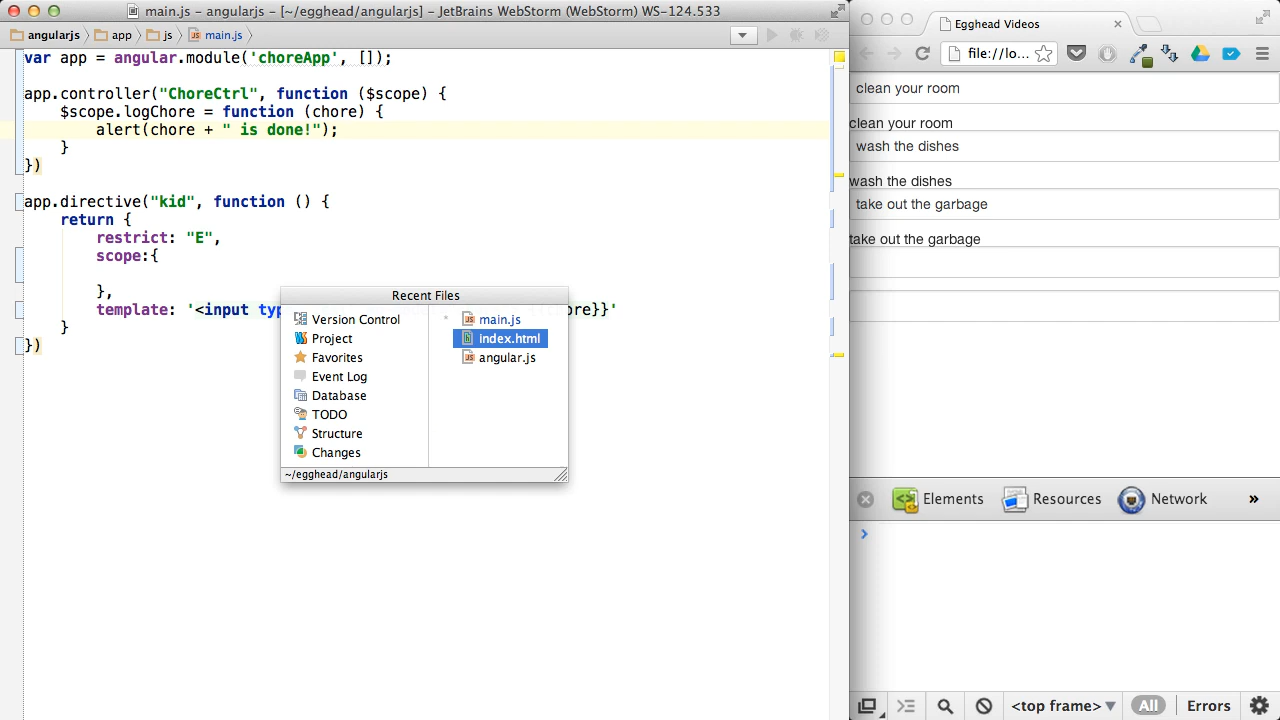 main.js - angularjs - [~/egghead/angularjs] - JetBrains WebStorm (WebStorm) WS-124.533
angularjs app js main.js
var app = angular.module('choreApp', []);
app.controller("ChoreCtrl", function ($scope) {
$scope.logChore = function (chore) {
alert(chore + " is done!");
}
})
app.directive("kid", function () {
return {
restrict: "E",
scope:{
},
template: '<input typ ore}}'
}
})
Recent Files
Version Control
Project
Favorites
Event Log
Database
TODO
Structure
Changes
main.js
index.html
angular.js
~/egghead/angularjs
Egghead Videos
file://lo...
clean your room
clean your room
wash the dishes
wash the dishes
take out the garbage
take out the garbage
Elements Resources Network »
<top frame> All Errors